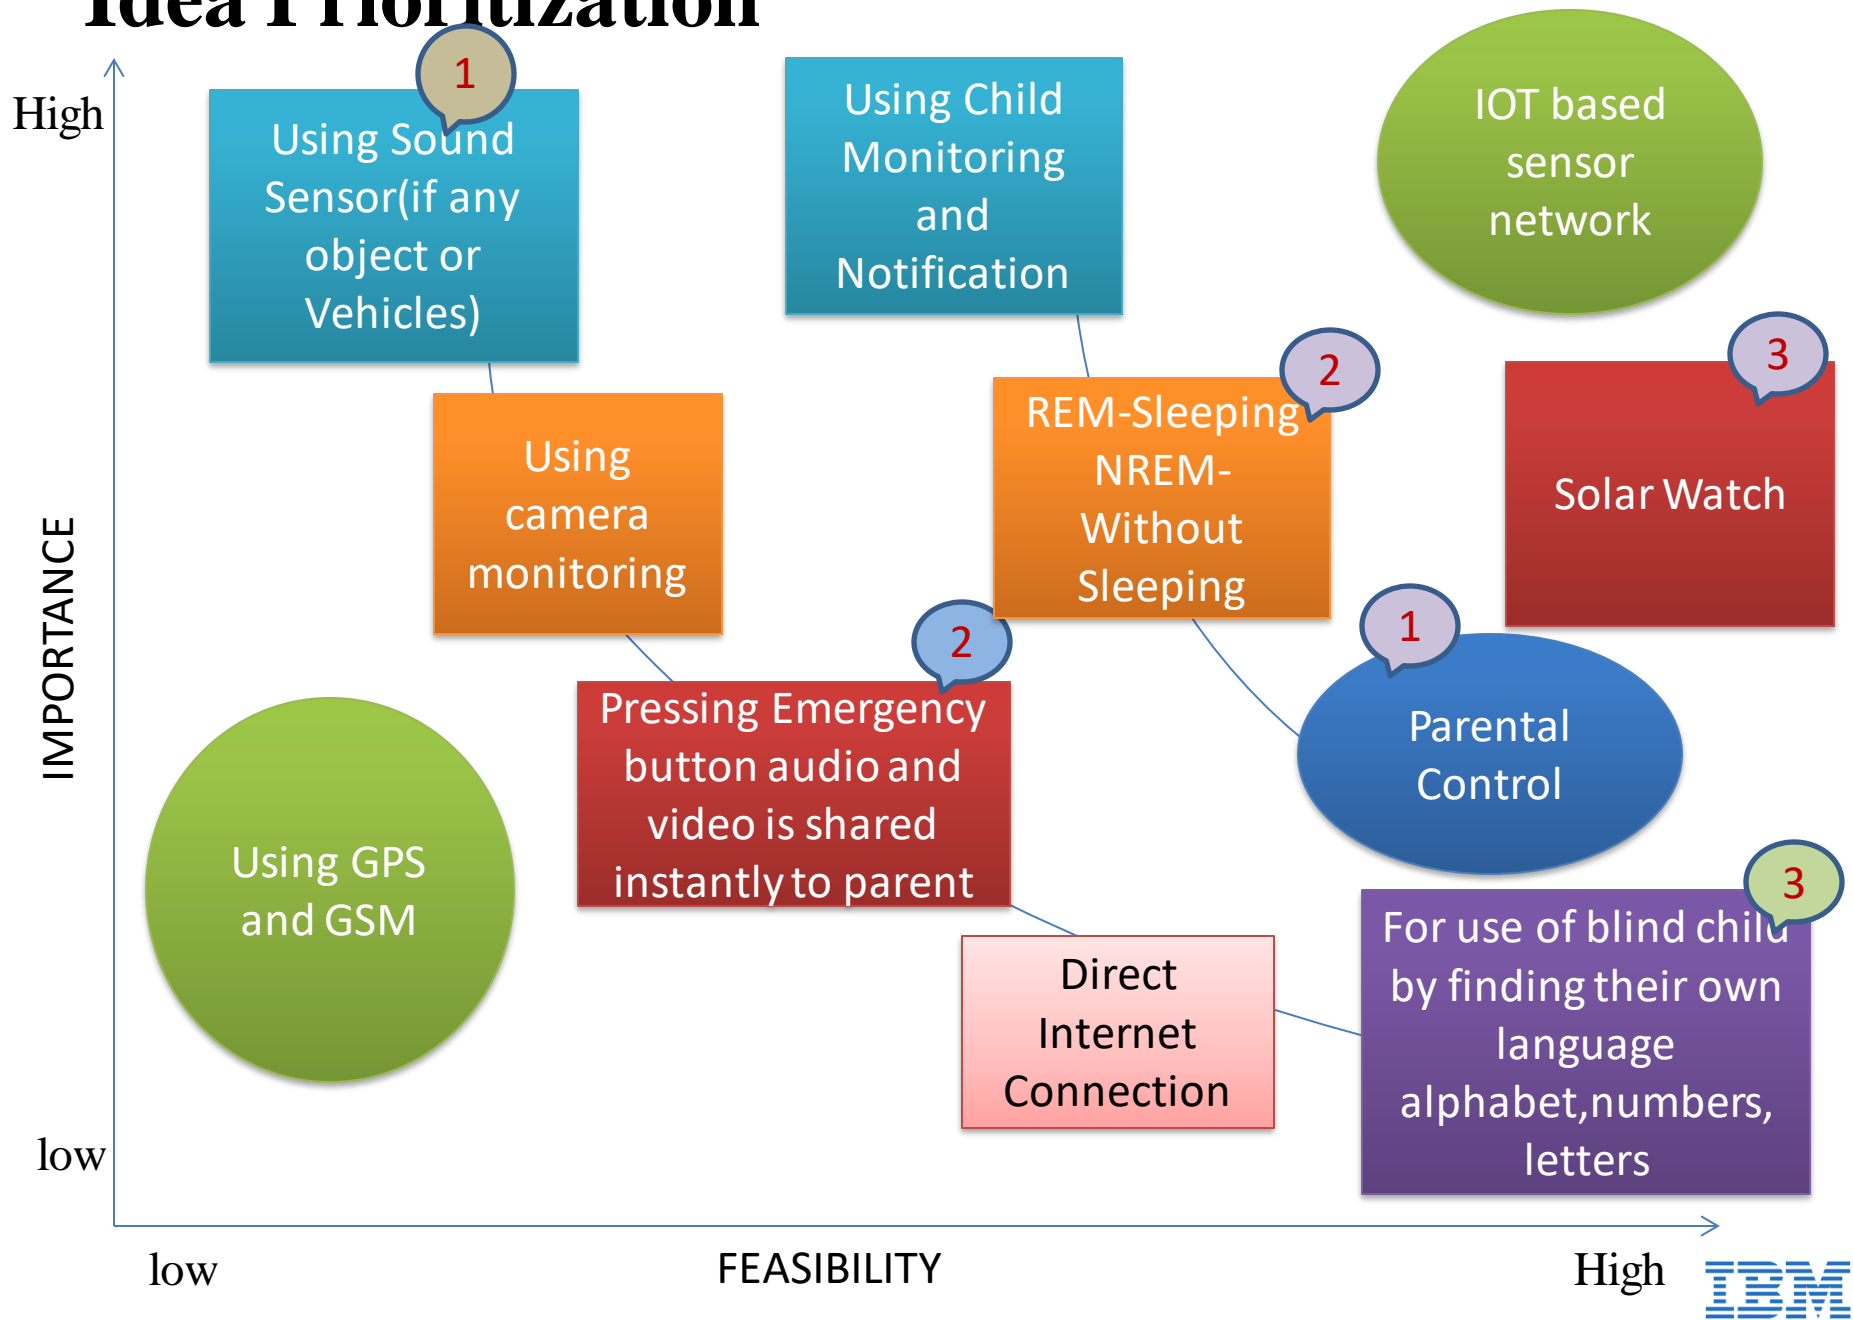 Idea Prioritization
High
1
Using Sound
Sensor(if any
object or
Vehicles)
Using Child
Monitoring
and
Notification
IOT based
sensor
network
Using
camera
monitoring
2
REM-Sleeping
NREM-
Without
Sleeping
3
Solar Watch
IMPORTANCE
2
Pressing Emergency
button audio and
video is shared
instantly to parent
1
Parental
Control
Using GPS
and GSM
Direct
Internet
Connection
3
For use of blind child
by finding their own
language
alphabet,numbers,
letters
low
low
FEASIBILITY
High
IBM